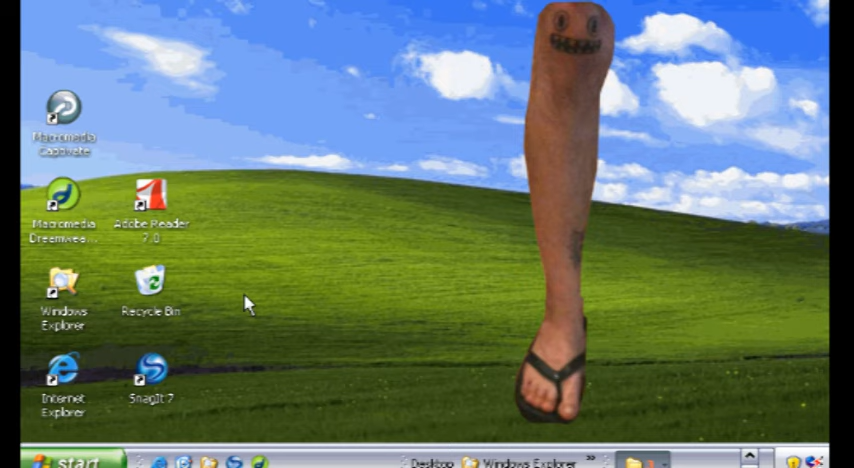 Macromedia
Captivate
Macromedia
Dreamwea...
Adobe Reader
7.0
Windows
Explorer
Recycle Bin
Internet
Explorer
SnagIt 7
start
Desktop
Windows Explorer
»